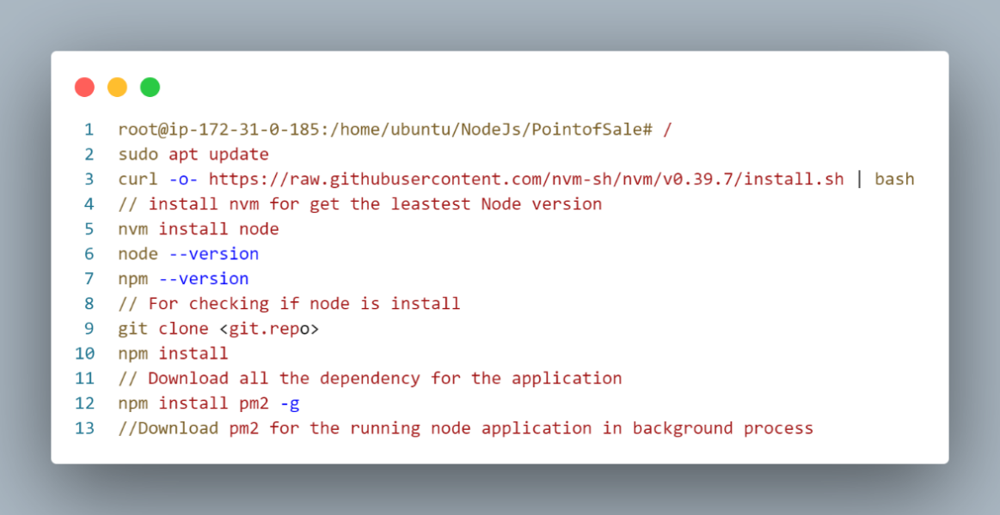 1 root@ip-172-31-0-185:/home/ubuntu/NodeJs/PointofSale# /
2 sudo apt update
3 curl -o- https://raw.githubusercontent.com/nvm-sh/nvm/v0.39.7/install.sh | bash
4 // install nvm for get the leastest Node version
5 nvm install node
6 node --version
7 npm --version
8 // For checking if node is install
9 git clone <git.repo>
10 npm install
11 // Download all the dependency for the application
12 npm install pm2 -g
13 //Download pm2 for the running node application in background process